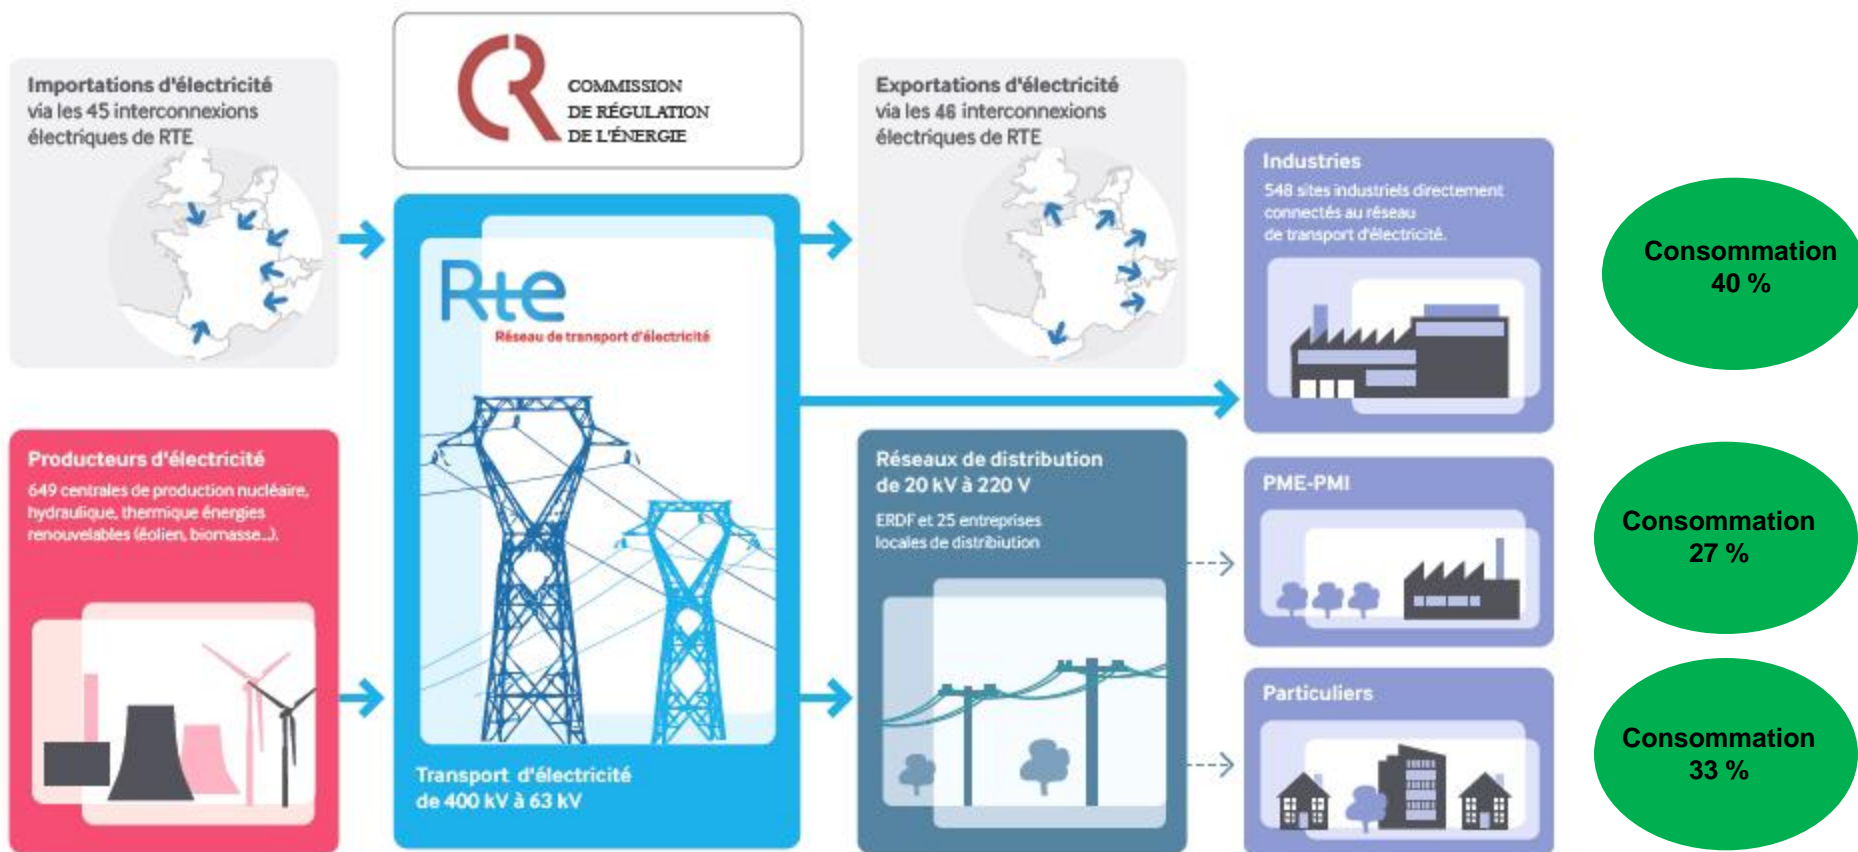 Importations d'électricité
via les 45 interconnexions
électriques de RTE
COMMISSION
DE RÉGULATION
DE L'ÉNERGIE
Exportations d'électricité
via les 46 interconnexions
électriques de RTE
Industries
548 sites industriels directement
connectés au réseau
de transport d'électricité.
Consommation
40 %
Rte
Réseau de transport d'électricité
Producteurs d'électricité
649 centrales de production nucléaire,
hydraulique, thermique énergies
renouvelables (éolien, biomasse...).
Transport d'électricité
de 400 kV à 63 kV
Réseaux de distribution
de 20 kV à 220 V
ERDF et 25 entreprises
locales de distribiution
PME-PMI
Consommation
27 %
Particuliers
Consommation
33 %